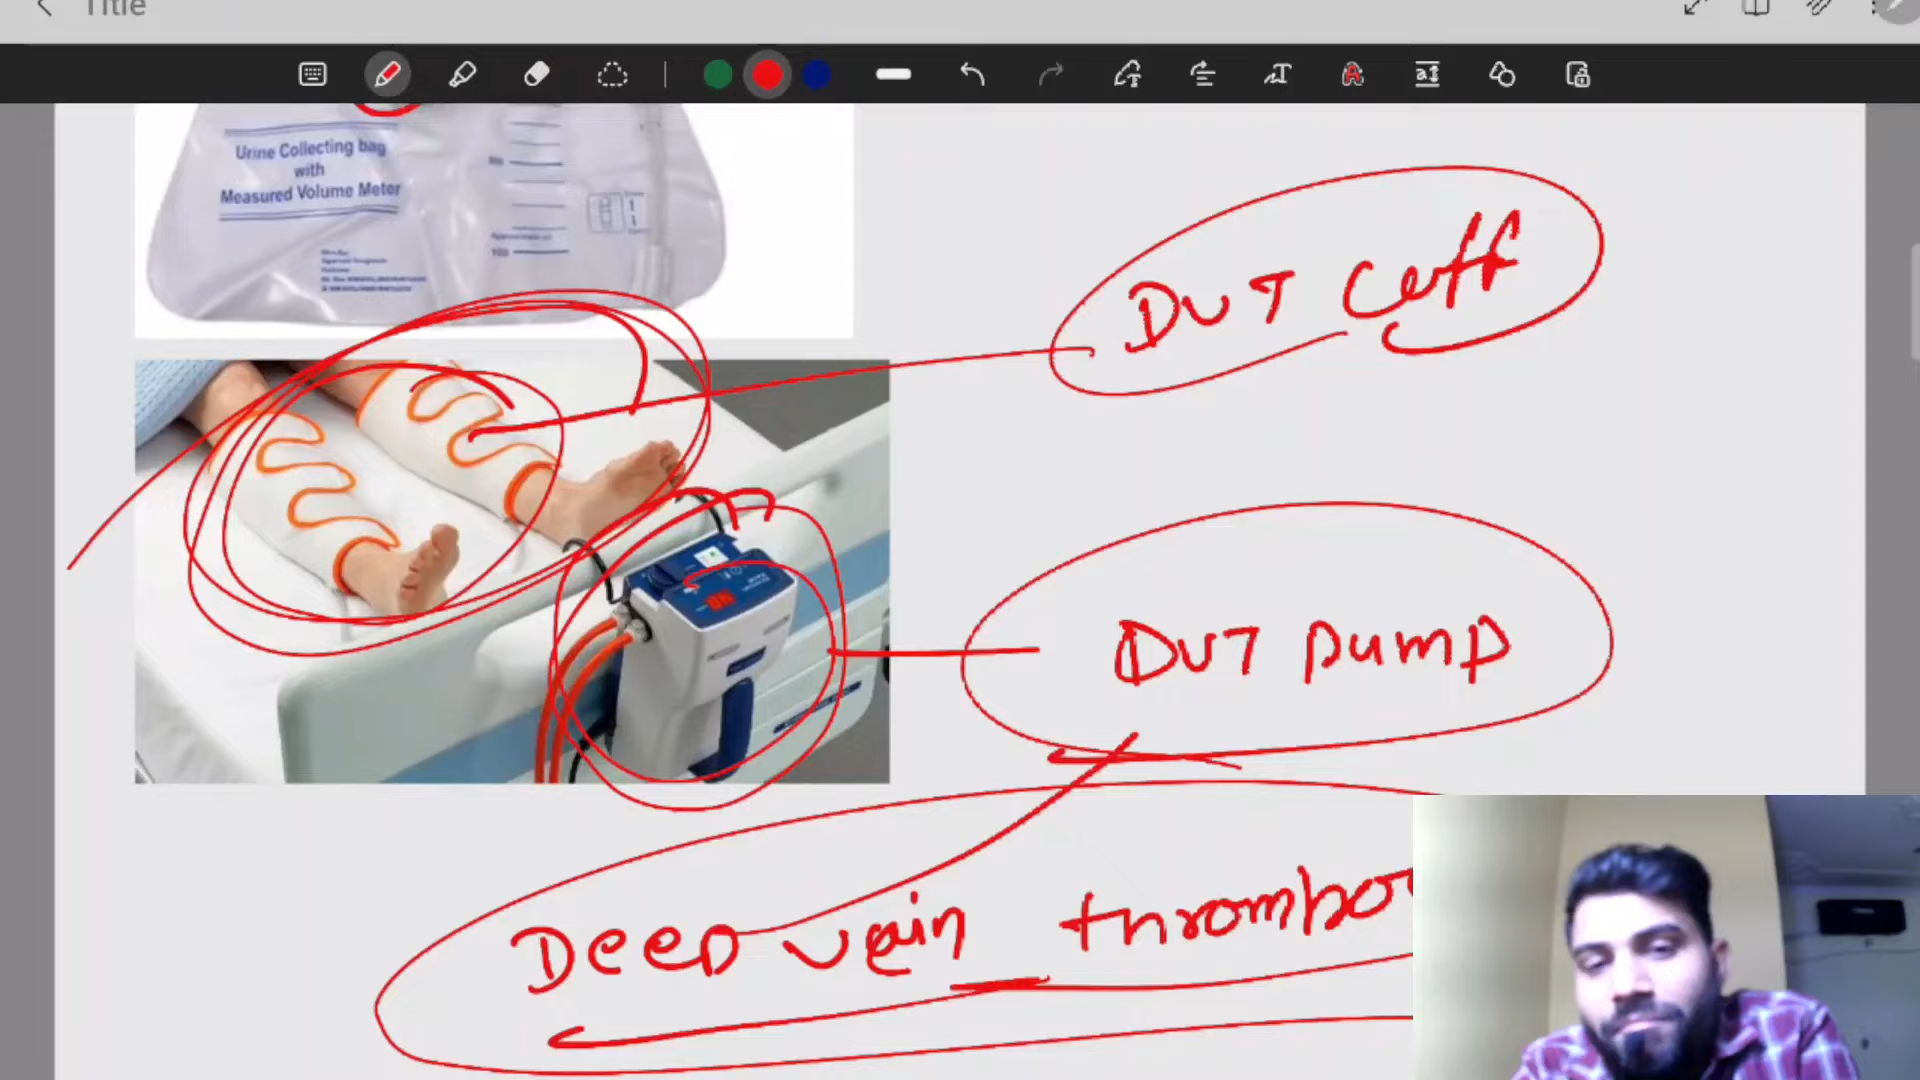 Title
Urine Collecting bag
with
Measured Volume Meter
DVT Cuff
DVT pump
Deep vein thrombo